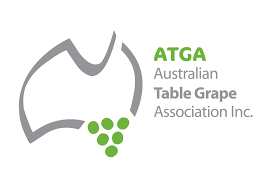 ATGA
Australian
Table Grape
Association Inc.